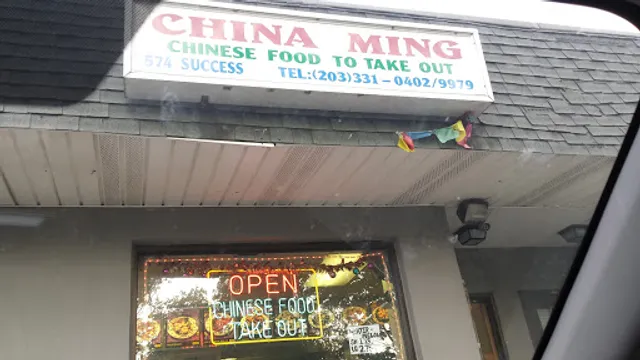 CHINA MING
CHINESE FOOD TO TAKE OUT
574 SUCCESS TEL:(203)331-0402/9979
OPEN
CHINESE FOOD
TAKE OUT